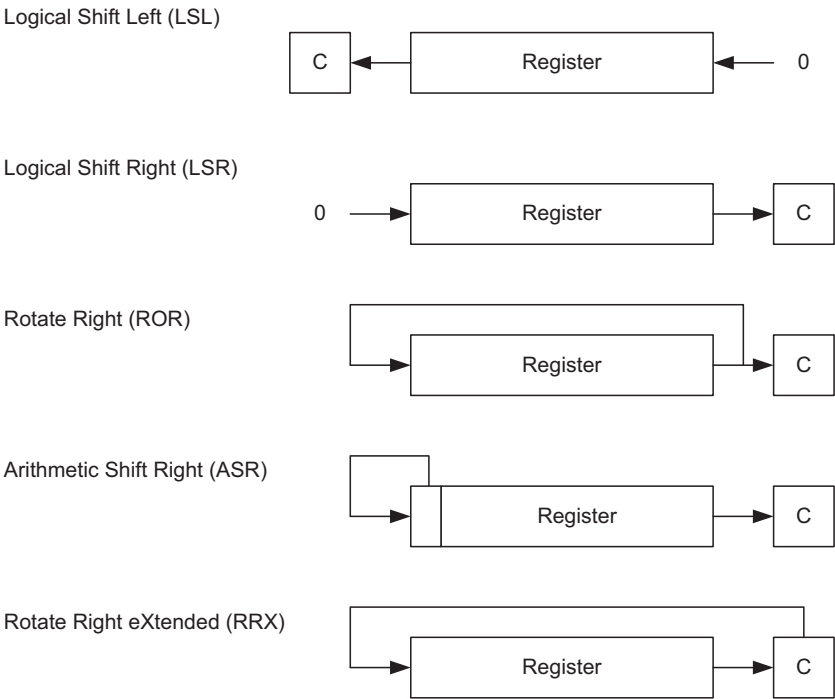 Logical Shift Left (LSL)
C Register 0
Logical Shift Right (LSR)
0 Register C
Rotate Right (ROR)
Register C
Arithmetic Shift Right (ASR)
Register C
Rotate Right eXtended (RRX)
Register C